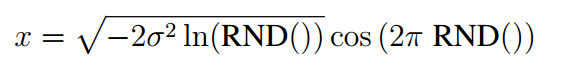 x = √−2σ² ln(RND()) cos (2π RND())